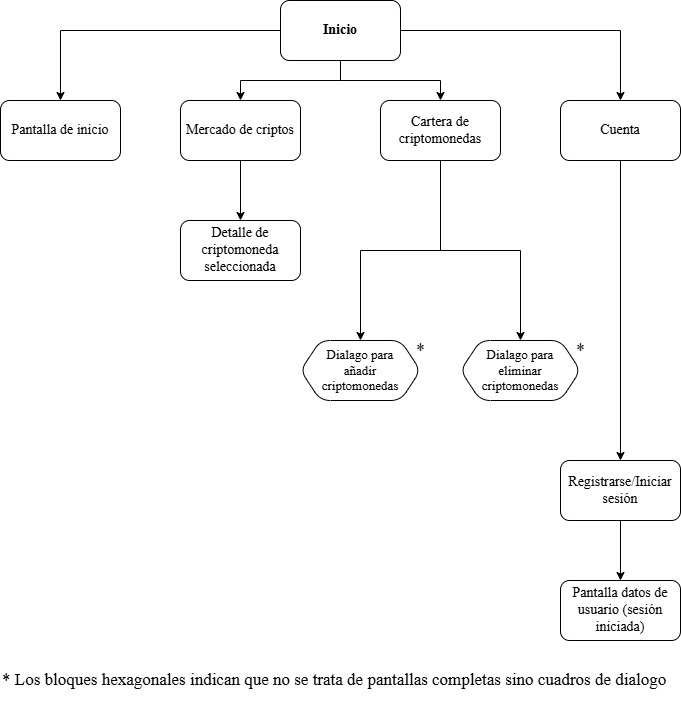 Inicio
Pantalla de inicio
Mercado de criptos
Cartera de
criptomonedas
Cuenta
Detalle de
criptomoneda
seleccionada
Dialago para
añadir
criptomonedas
*
Dialago para
eliminar
criptomonedas
*
Registrarse/Iniciar
sesión
Pantalla datos de
usuario (sesión
iniciada)
* Los bloques hexagonales indican que no se trata de pantallas completas sino cuadros de dialogo